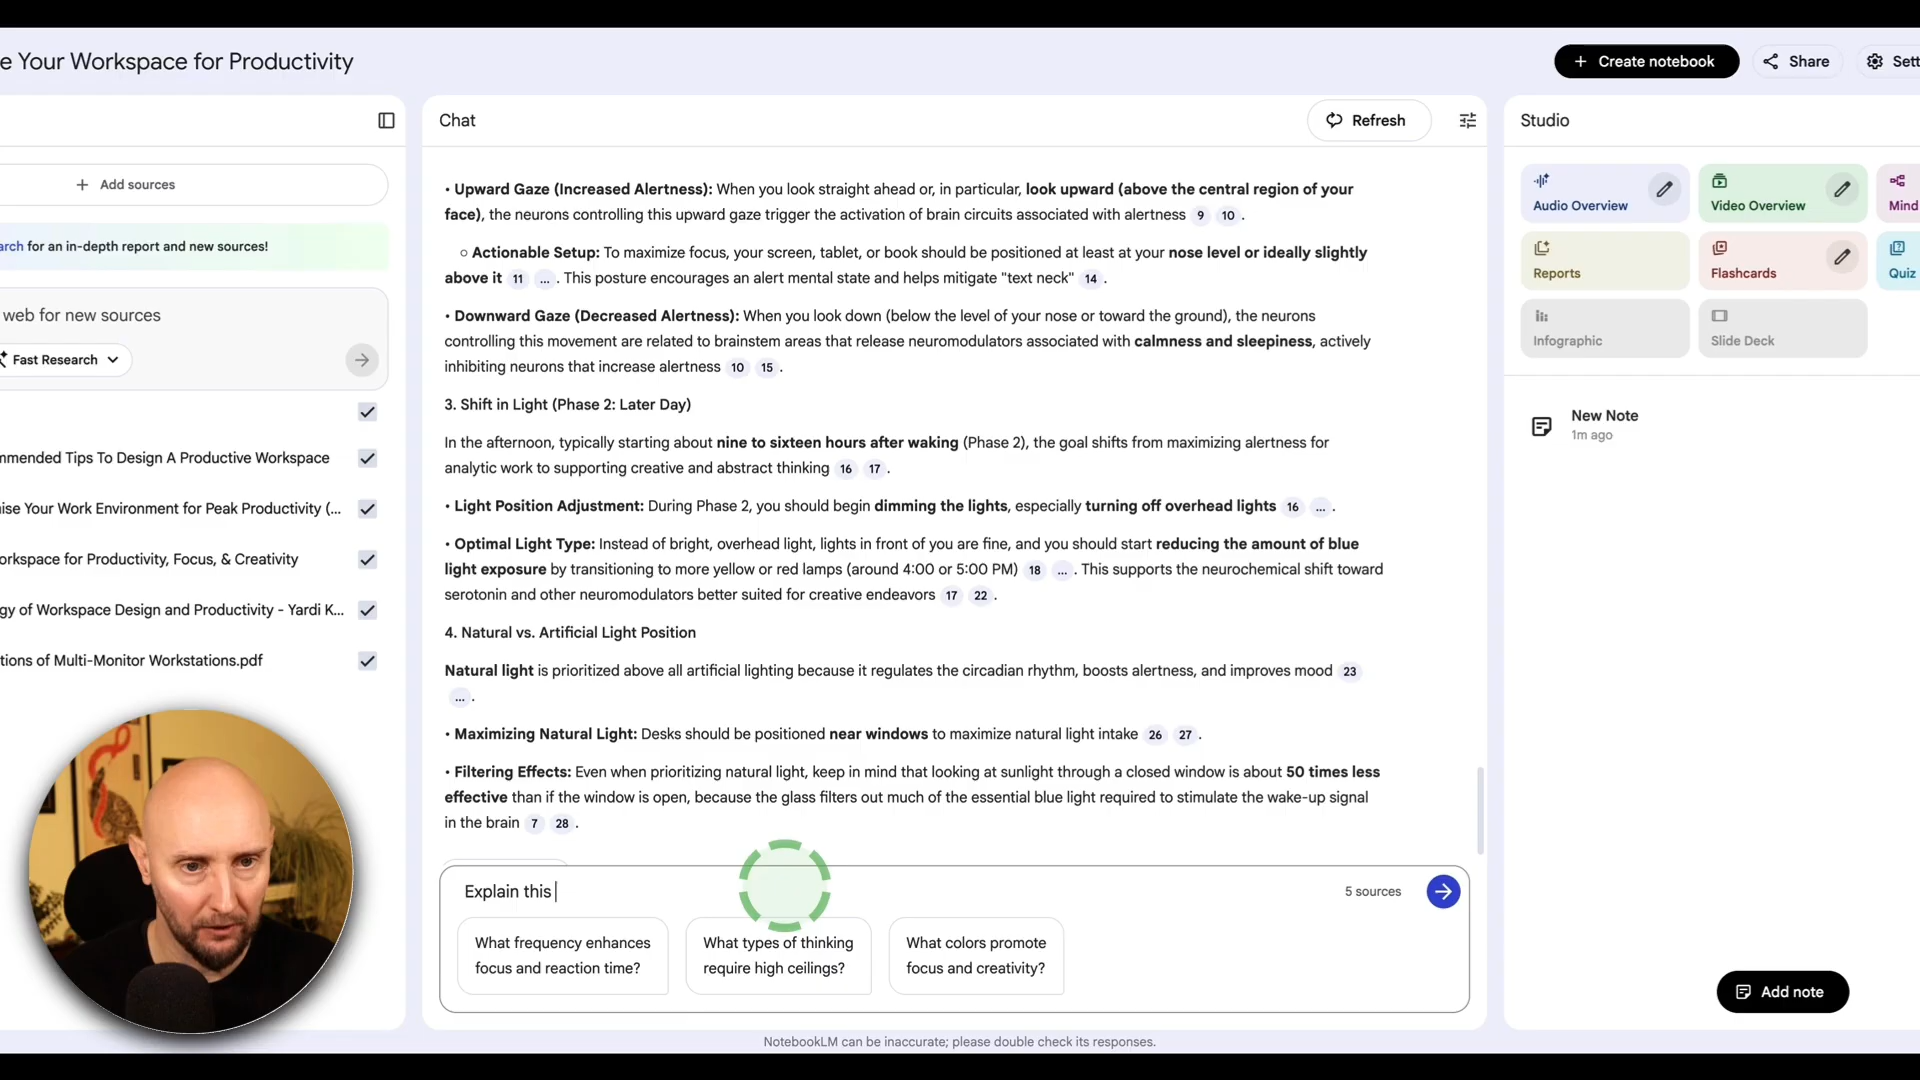 e Your Workspace for Productivity
+ Create notebook
Share
Sett
+ Add sources
arch for an in-depth report and new sources!
web for new sources
Fast Research
mmended Tips To Design A Productive Workspace
ise Your Work Environment for Peak Productivity (...
orkspace for Productivity, Focus, & Creativity
gy of Workspace Design and Productivity - Yardi K...
tions of Multi-Monitor Workstations.pdf
Chat
Refresh
• Upward Gaze (Increased Alertness): When you look straight ahead or, in particular, look upward (above the central region of your
face), the neurons controlling this upward gaze trigger the activation of brain circuits associated with alertness 9 10 .
○ Actionable Setup: To maximize focus, your screen, tablet, or book should be positioned at least at your nose level or ideally slightly
above it 11 ... . This posture encourages an alert mental state and helps mitigate "text neck" 14 .
• Downward Gaze (Decreased Alertness): When you look down (below the level of your nose or toward the ground), the neurons
controlling this movement are related to brainstem areas that release neuromodulators associated with calmness and sleepiness, actively
inhibiting neurons that increase alertness 10 15 .
3. Shift in Light (Phase 2: Later Day)
In the afternoon, typically starting about nine to sixteen hours after waking (Phase 2), the goal shifts from maximizing alertness for
analytic work to supporting creative and abstract thinking 16 17 .
• Light Position Adjustment: During Phase 2, you should begin dimming the lights, especially turning off overhead lights 16 ... .
• Optimal Light Type: Instead of bright, overhead light, lights in front of you are fine, and you should start reducing the amount of blue
light exposure by transitioning to more yellow or red lamps (around 4:00 or 5:00 PM) 18 ... . This supports the neurochemical shift toward
serotonin and other neuromodulators better suited for creative endeavors 17 22 .
4. Natural vs. Artificial Light Position
Natural light is prioritized above all artificial lighting because it regulates the circadian rhythm, boosts alertness, and improves mood 23
... .
• Maximizing Natural Light: Desks should be positioned near windows to maximize natural light intake 26 27 .
• Filtering Effects: Even when prioritizing natural light, keep in mind that looking at sunlight through a closed window is about 50 times less
effective than if the window is open, because the glass filters out much of the essential blue light required to stimulate the wake-up signal
in the brain 7 28 .
Explain this
5 sources
What frequency enhances
focus and reaction time?
What types of thinking
require high ceilings?
What colors promote
focus and creativity?
NotebookLM can be inaccurate; please double check its responses.
Studio
Audio Overview
Video Overview
Mind
Reports
Flashcards
Quiz
Infographic
Slide Deck
New Note
1m ago
Add note